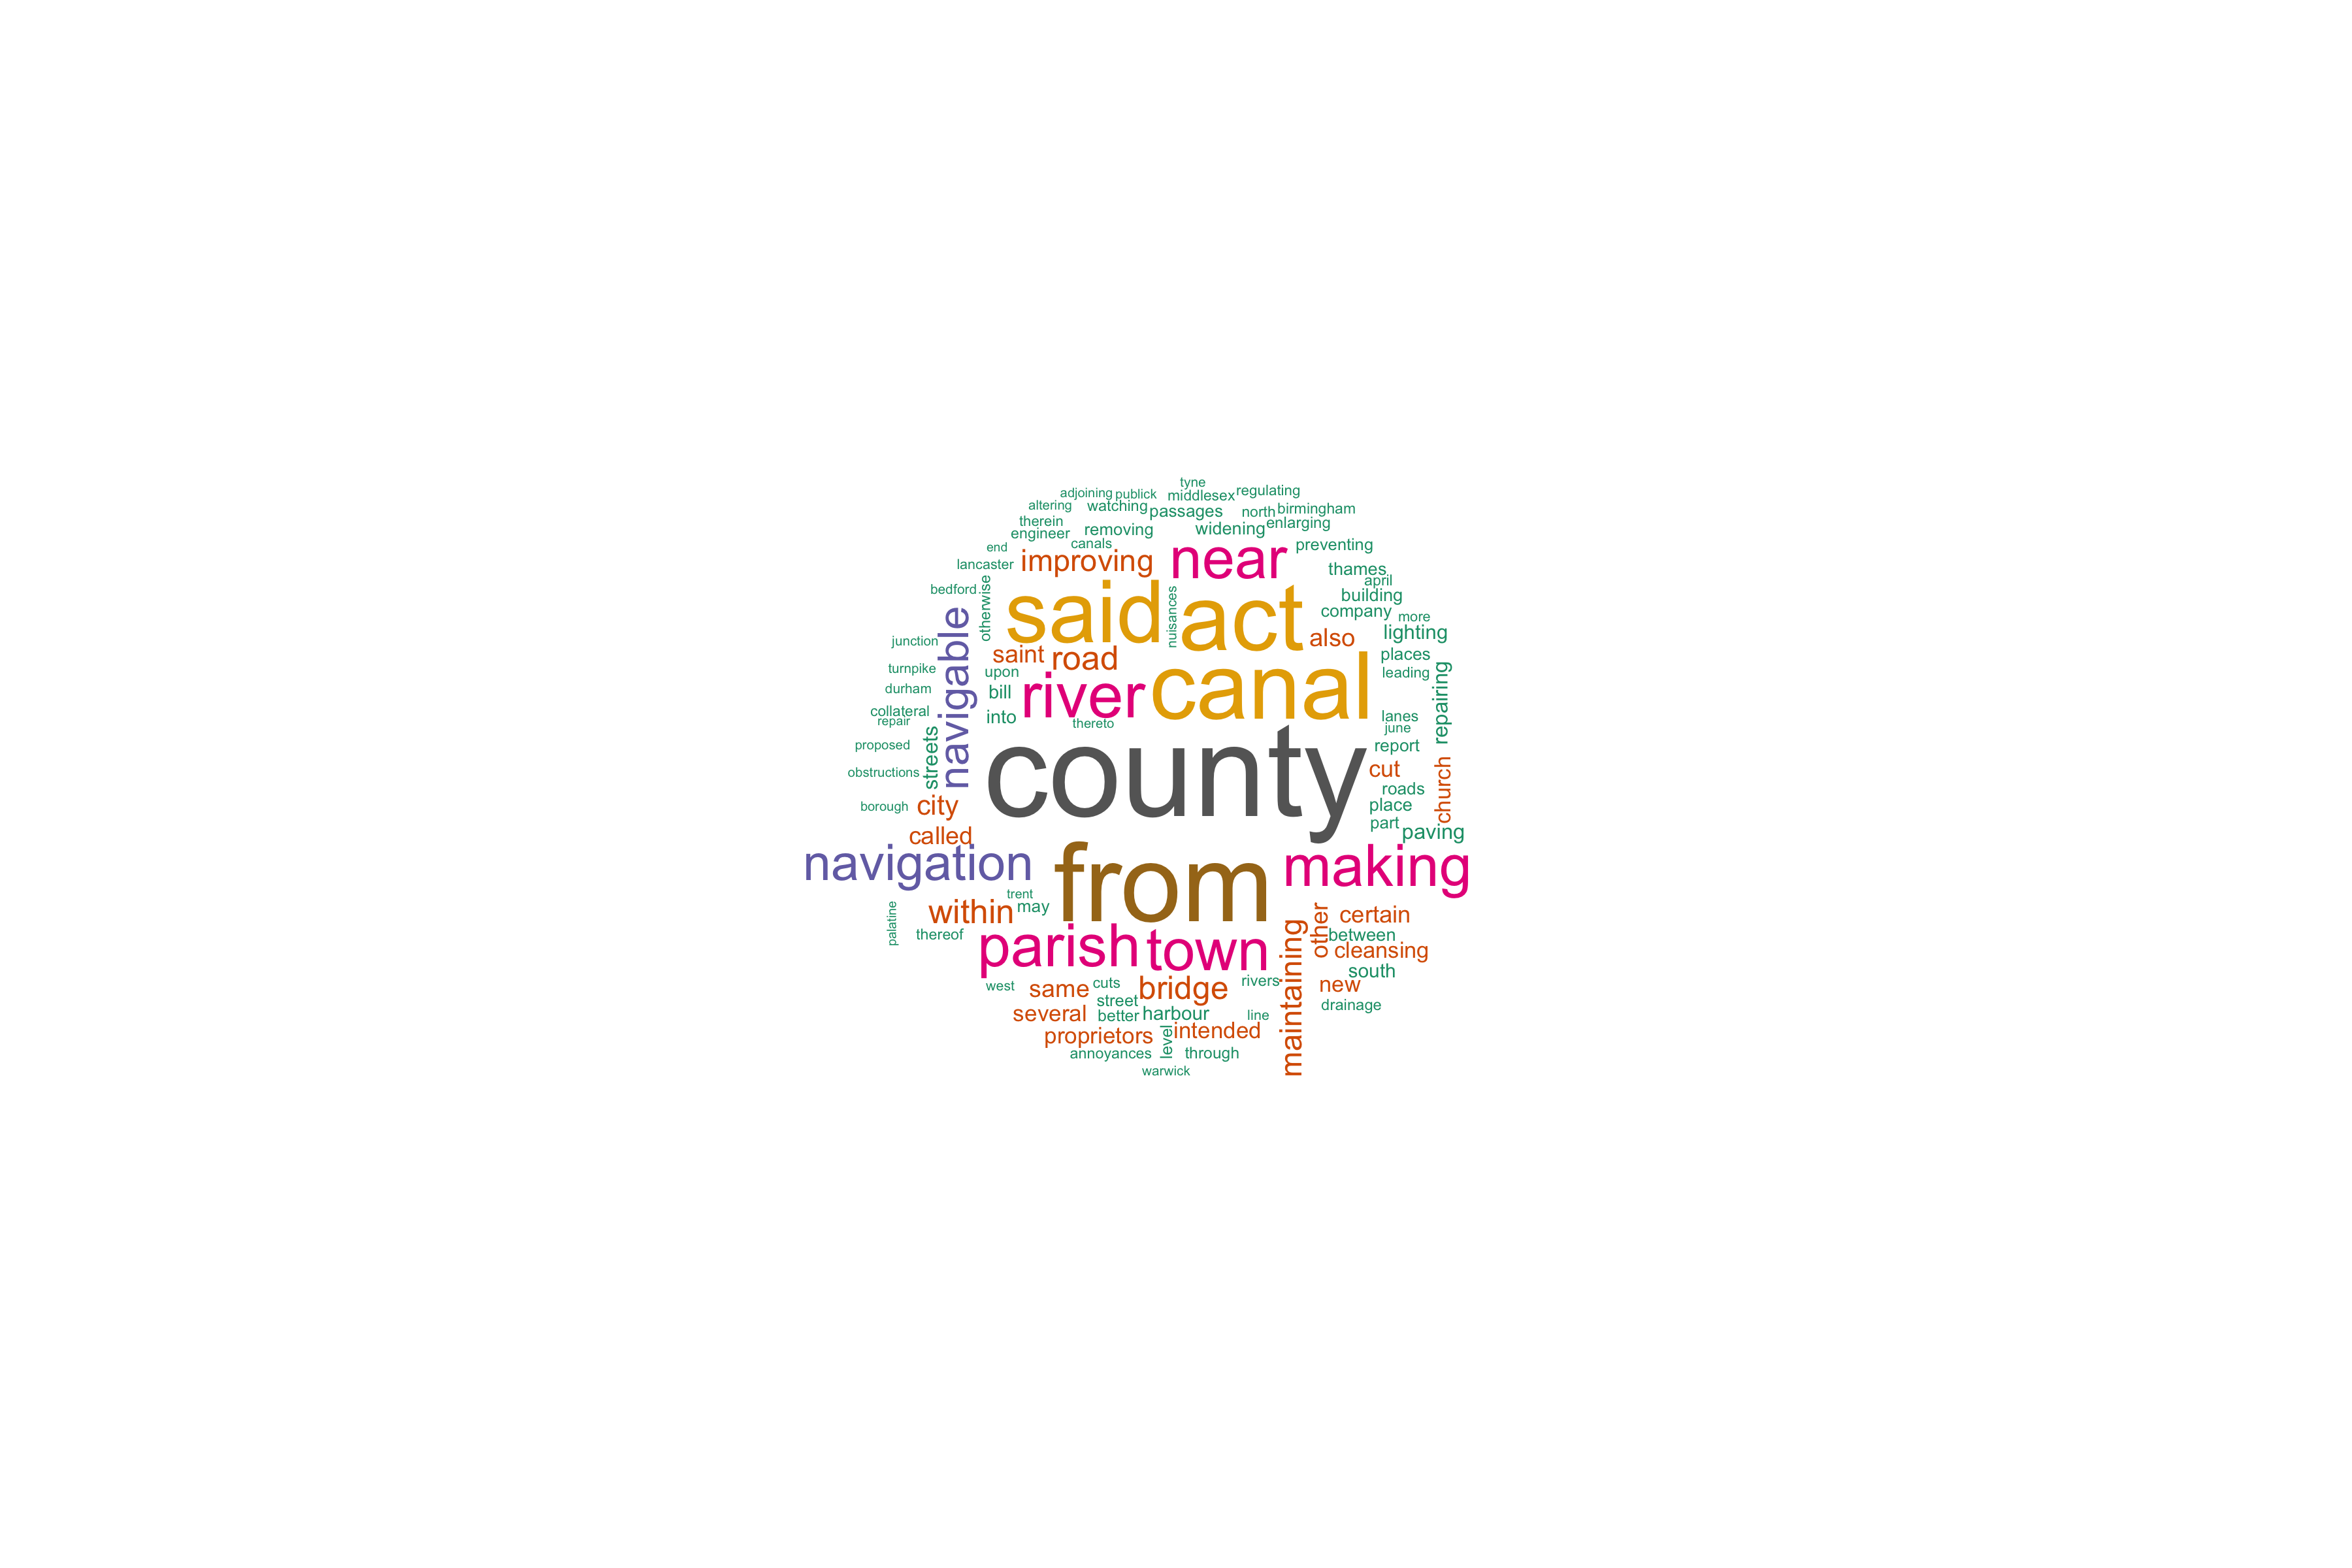 tyne
adjoining publick middlesex regulating
altering watching passages north birmingham
therein engineer removing widening enlarging
end canals preventing
lancaster improving near thames
bedford otherwise said nuisances act april
building
company more
navigable also lighting
junction saint road places
turnpike upon canal leading
durham bill river repairing
collateral into thereto lanes
repair june
proposed streets county report
obstructions cut church
roads
borough city place
called part paving
navigation from making
trent
palatine within may certain
thereof parish town maintaining other between
cleansing
south
west same cuts bridge rivers new
street drainage
several better harbour line
proprietors level intended
annoyances through
warwick